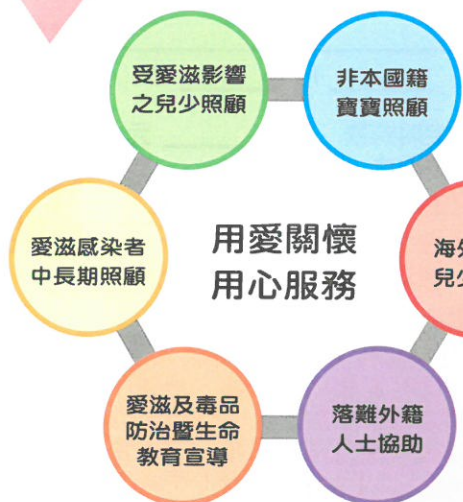 受愛滋影響
之兒少照顧
非本國籍
寶寶照顧
愛滋感染者
中長期照顧
用愛關懷
用心服務
海
兒少
愛滋及毒品
防治暨生命
教育宣導
落難外籍
人士協助